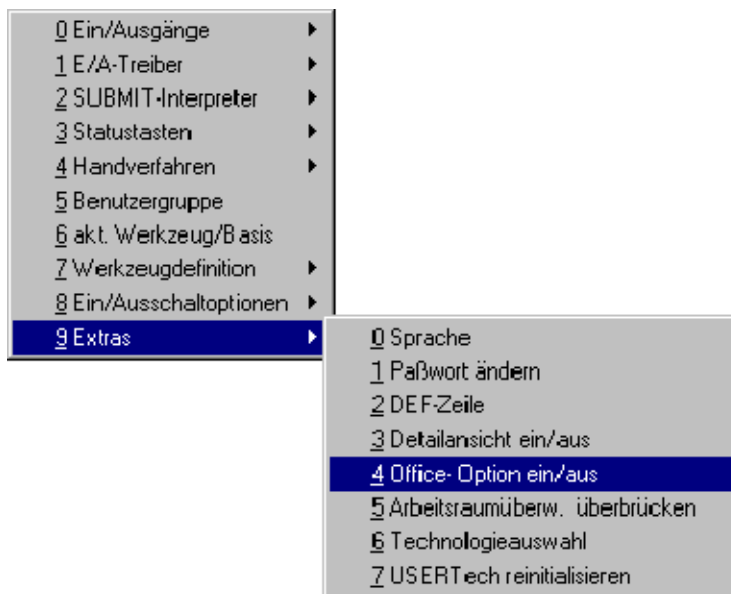 0 Ein/Ausgänge
1 E/A-Treiber
2 SUBMIT-Interpreter
3 Statustasten
4 Handverfahren
5 Benutzergruppe
6 akt. Werkzeug/Basis
7 Werkzeugdefinition
8 Ein/Ausschaltoptionen
9 Extras
0 Sprache
1 Paßwort ändern
2 DEF-Zeile
3 Detailansicht ein/aus
4 Office- Option ein/aus
5 Arbeitsraumüberw. überbrücken
6 Technologieauswahl
7 USERTech reinitialisieren